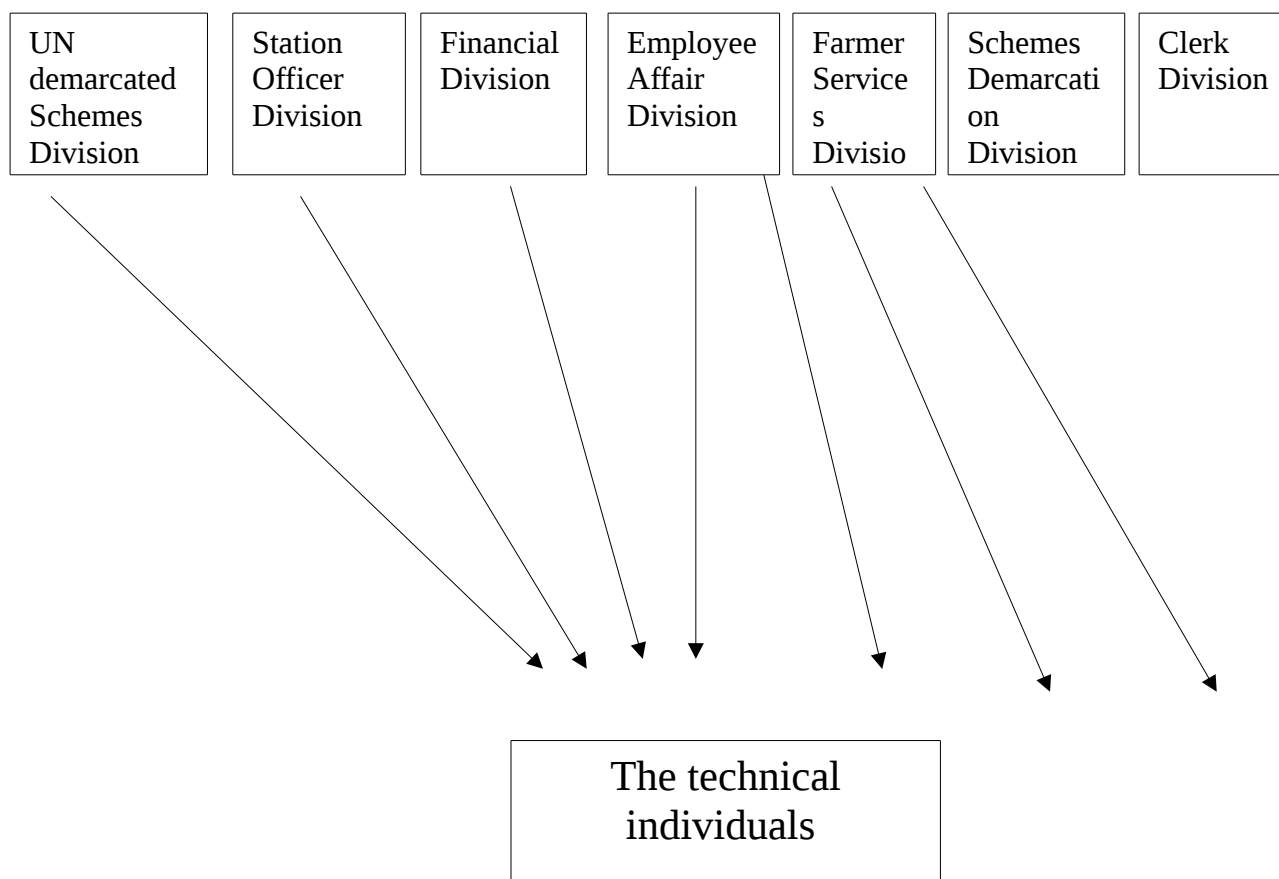 UN
demarcated
Schemes
Division
Station
Officer
Division
Financial
Division
Employee
Affair
Division
Farmer
Service
s
Divisio
Schemes
Demarcati
on
Division
Clerk
Division
The technical
individuals